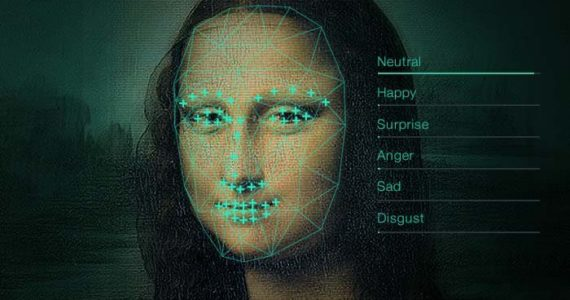 Neutral
Happy
Surprise
Anger
Sad
Disgust